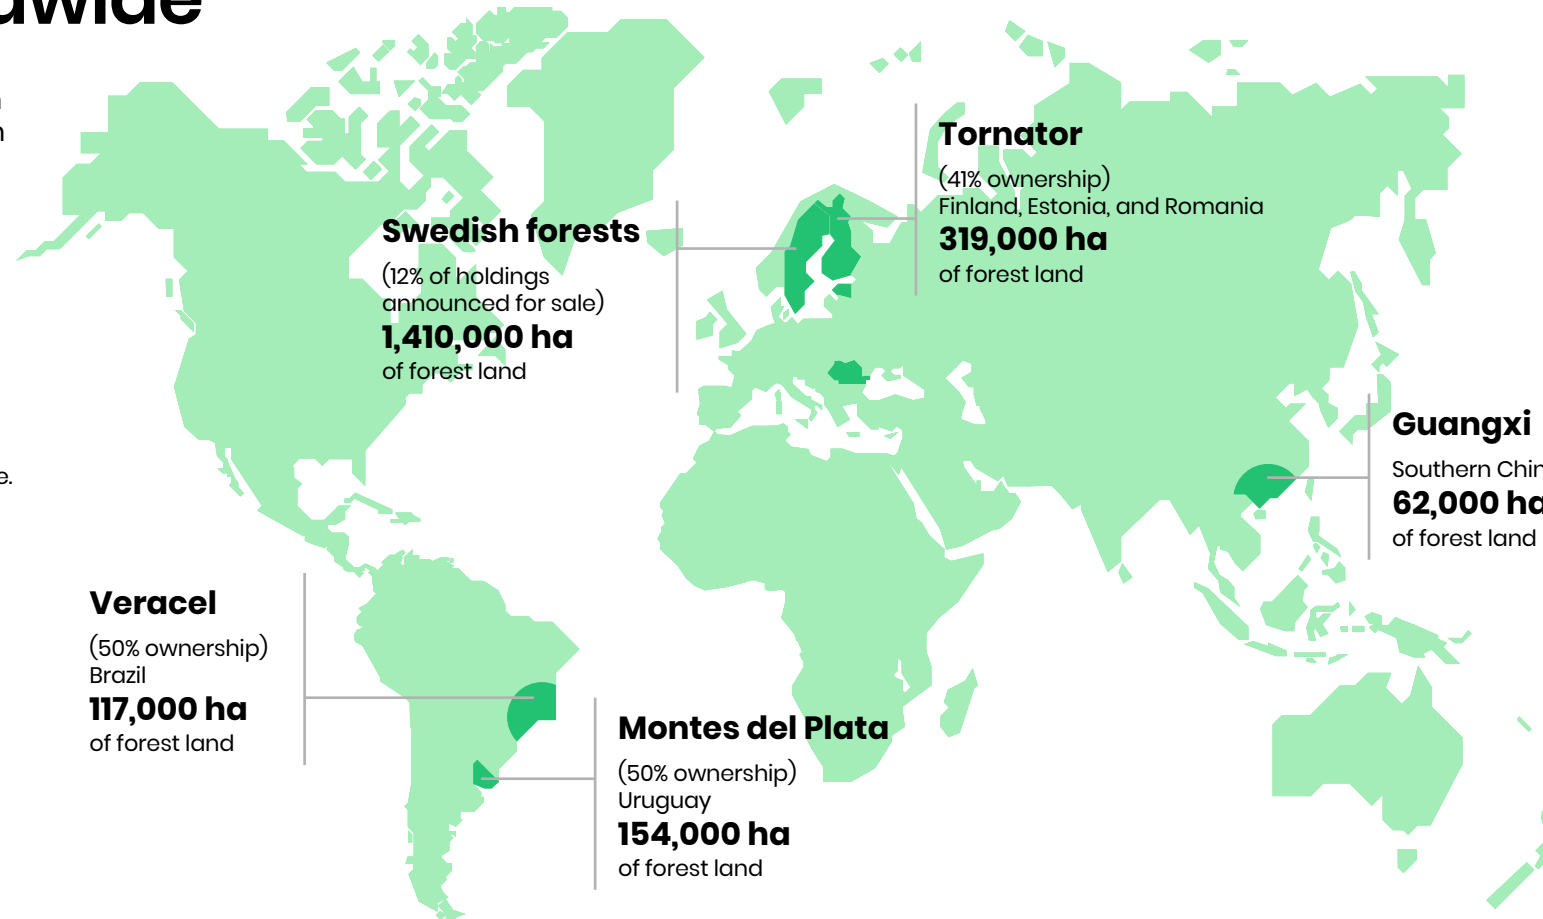 Tornator
(41% ownership)
Finland, Estonia, and Romania
319,000 ha
of forest land
Swedish forests
(12% of holdings
announced for sale)
1,410,000 ha
of forest land
Guangxi
Southern
62,000 ha
of forest land
Veracel
(50% ownership)
Brazil
117,000 ha
of forest land
Montes del Plata
(50% ownership)
Uruguay
154,000 ha
of forest land